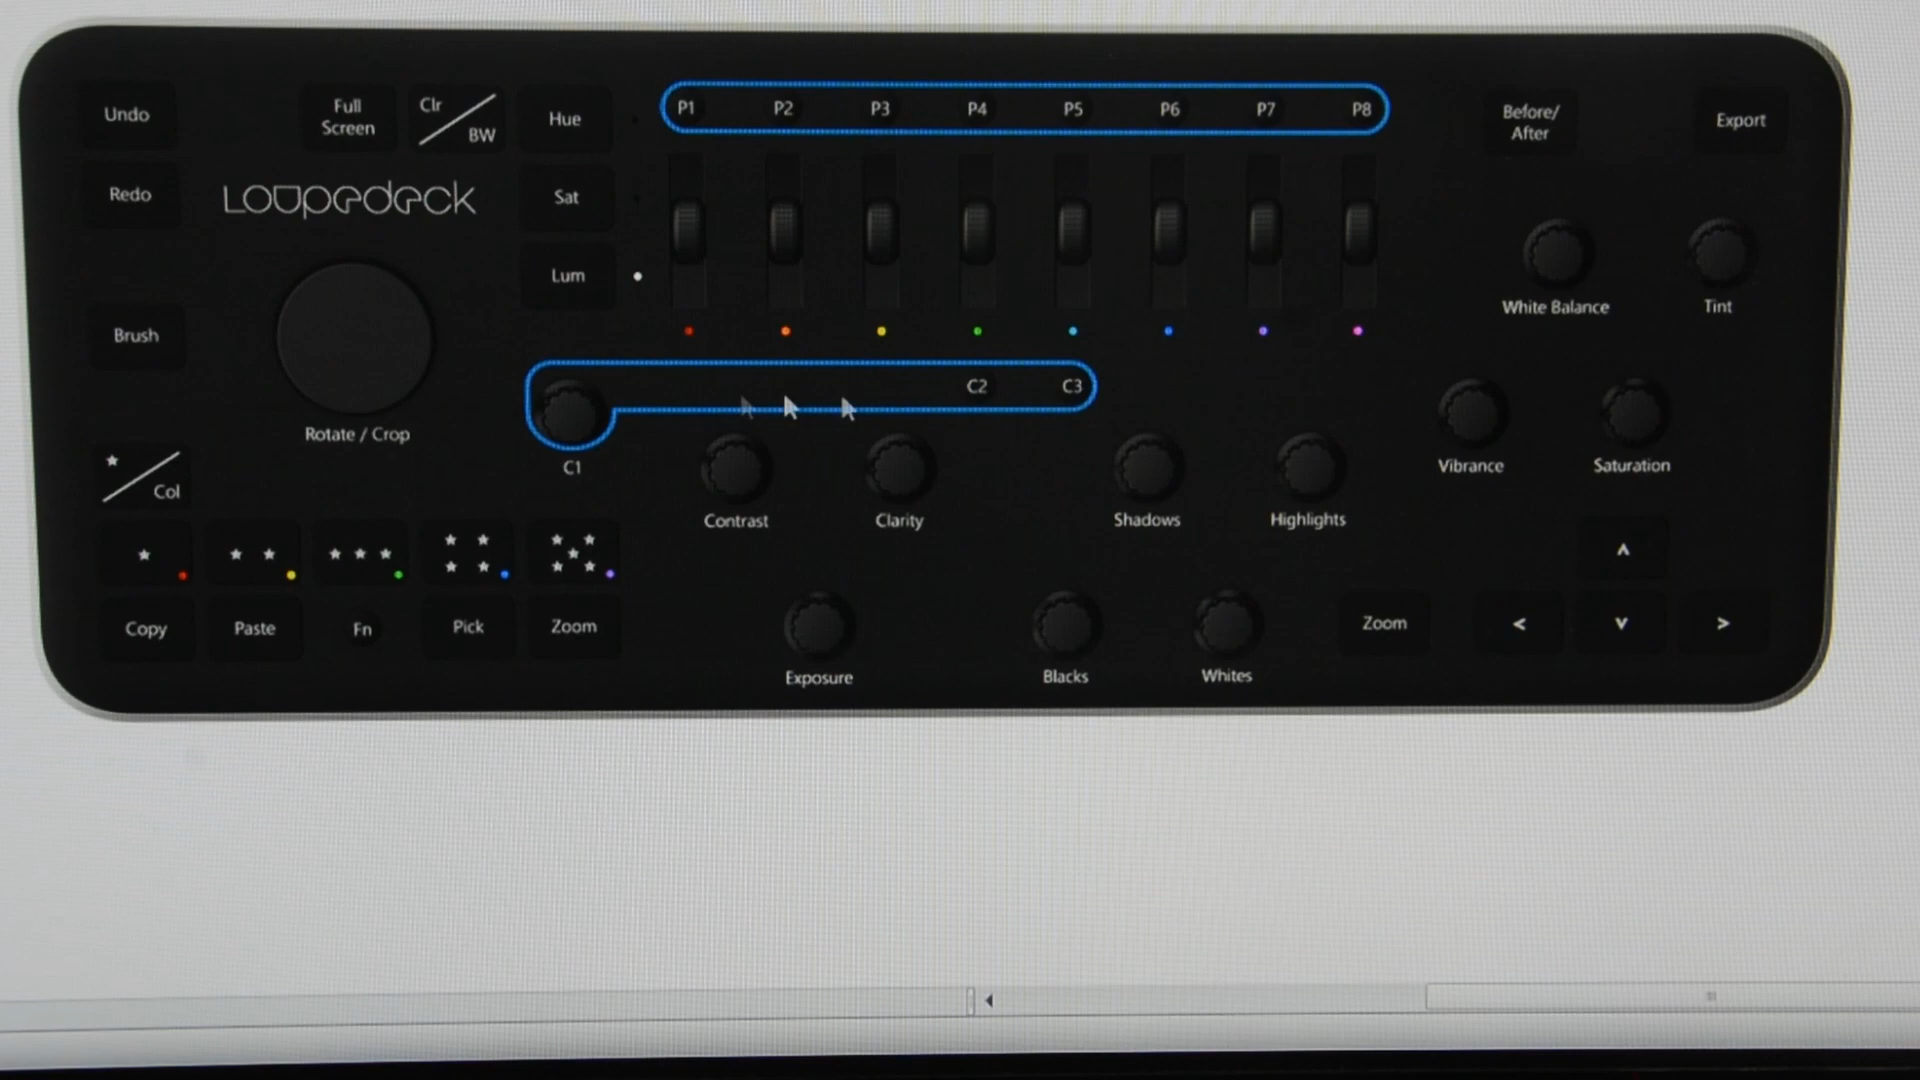 Undo
Full
Screen
Clr
BW
Hue
P1 P2 P3 P4 P5 P6 P7 P8
Before/
After
Export
Redo
Loupedeck
Sat
Lum
White Balance
Tint
Brush
C2 C3
Rotate / Crop
C1
Vibrance
Saturation
Col
Contrast
Clarity
Shadows
Highlights
Copy
Paste
Fn
Pick
Zoom
Zoom
< v >
Exposure
Blacks
Whites